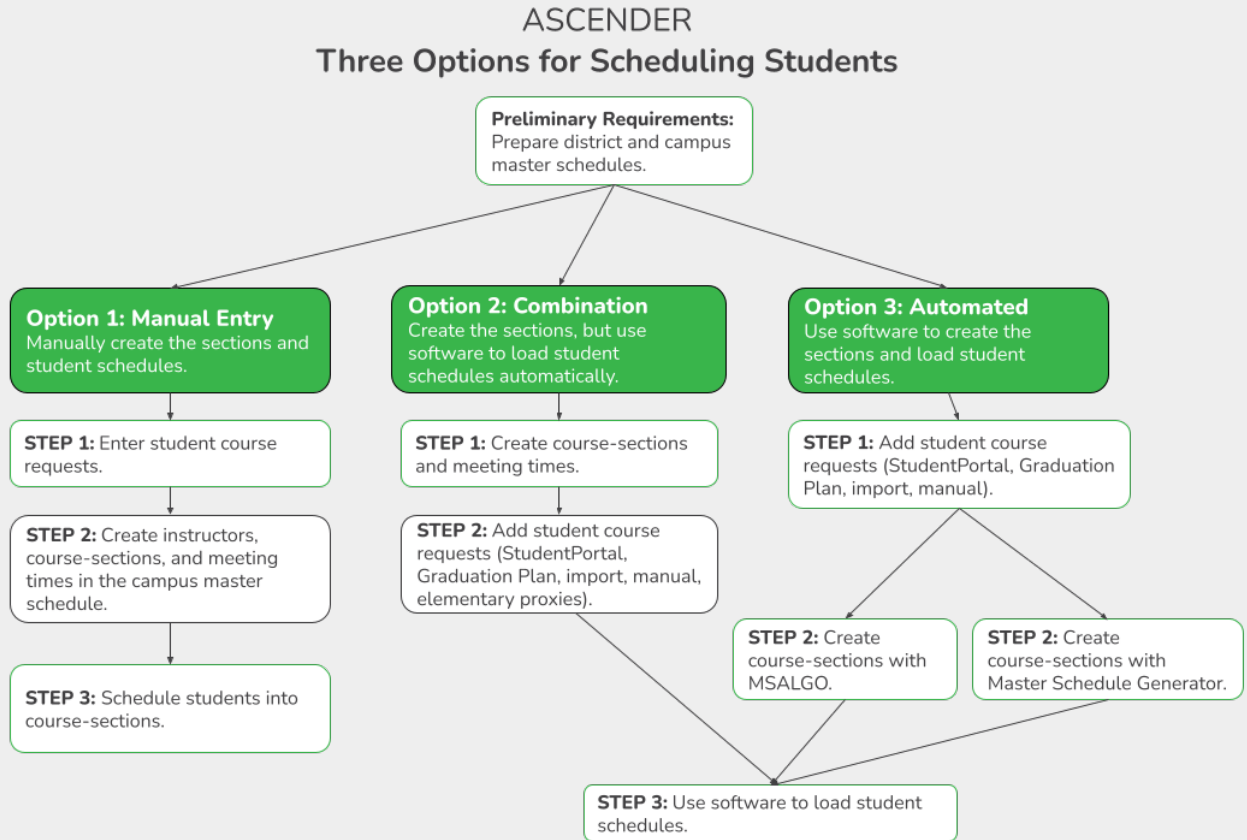 ASCENDER
Three Options for Scheduling Students
Preliminary Requirements:
Prepare district and campus
master schedules.
Option 1: Manual Entry
Manually create the sections and
student schedules.
Option 2: Combination
Create the sections, but use
software to load student
schedules automatically.
Option 3: Automated
Use software to create the
sections and load student
schedules.
STEP 1: Enter student course
requests.
STEP 1: Create course-sections
and meeting times.
STEP 1: Add student course
requests (StudentPortal, Graduation
Plan, import, manual).
STEP 2: Create instructors,
course-sections, and meeting
times in the campus master
schedule.
STEP 2: Add student course
requests (StudentPortal,
Graduation Plan, import, manual,
elementary proxies).
STEP 2: Create
course-sections with
MSALGO.
STEP 2: Create
course-sections with
Master Schedule Generator.
STEP 3: Schedule students into
course-sections.
STEP 3: Use software to load student
schedules.